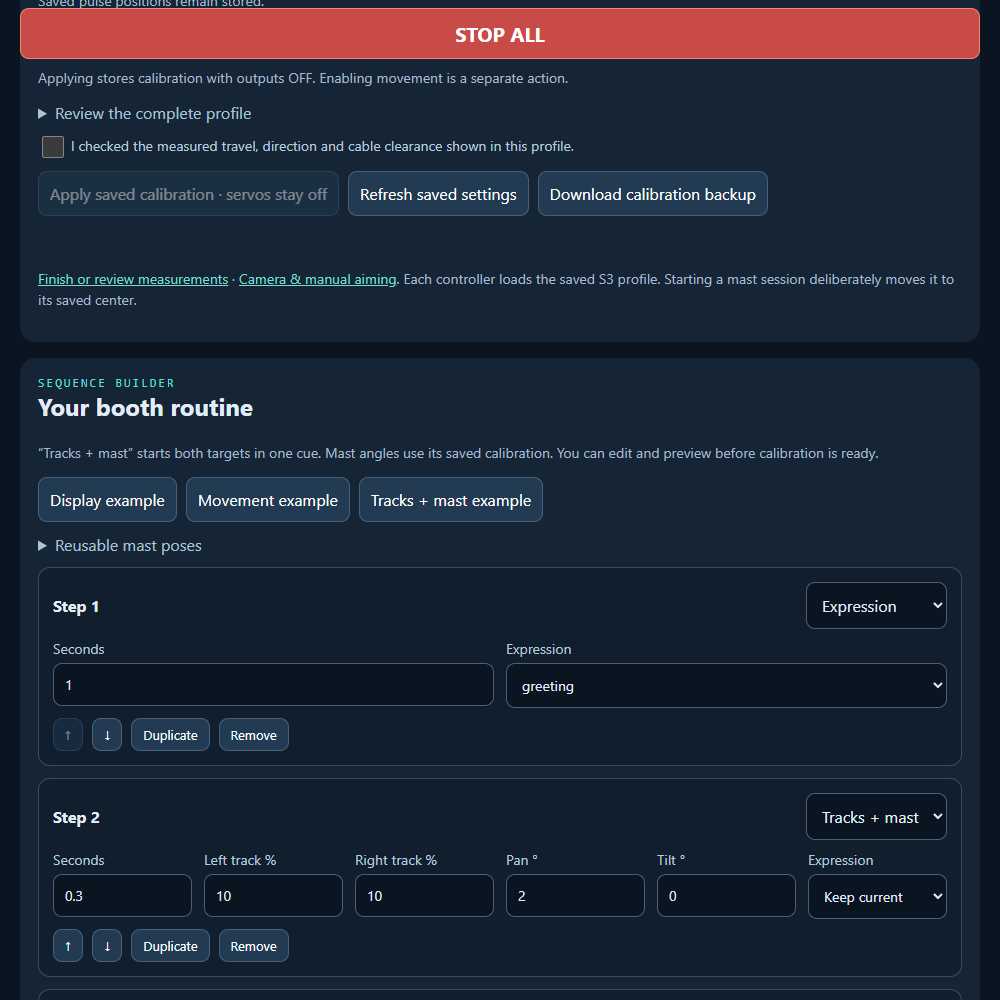 Saved pulse positions remain stored.
STOP ALL
Applying stores calibration with outputs OFF. Enabling movement is a separate action.
▶ Review the complete profile
I checked the measured travel, direction and cable clearance shown in this profile.
Apply saved calibration · servos stay off Refresh saved settings Download calibration backup
Finish or review measurements · Camera & manual aiming. Each controller loads the saved S3 profile. Starting a mast session deliberately moves it to
its saved center.
SEQUENCE BUILDER
Your booth routine
“Tracks + mast” starts both targets in one cue. Mast angles use its saved calibration. You can edit and preview before calibration is ready.
Display example Movement example Tracks + mast example
▶ Reusable mast poses
Step 1 Expression
Seconds Expression
1 greeting
↑ ↓ Duplicate Remove
Step 2 Tracks + mast
Seconds Left track % Right track % Pan ° Tilt ° Expression
0.3 10 10 2 0 Keep current
↑ ↓ Duplicate Remove